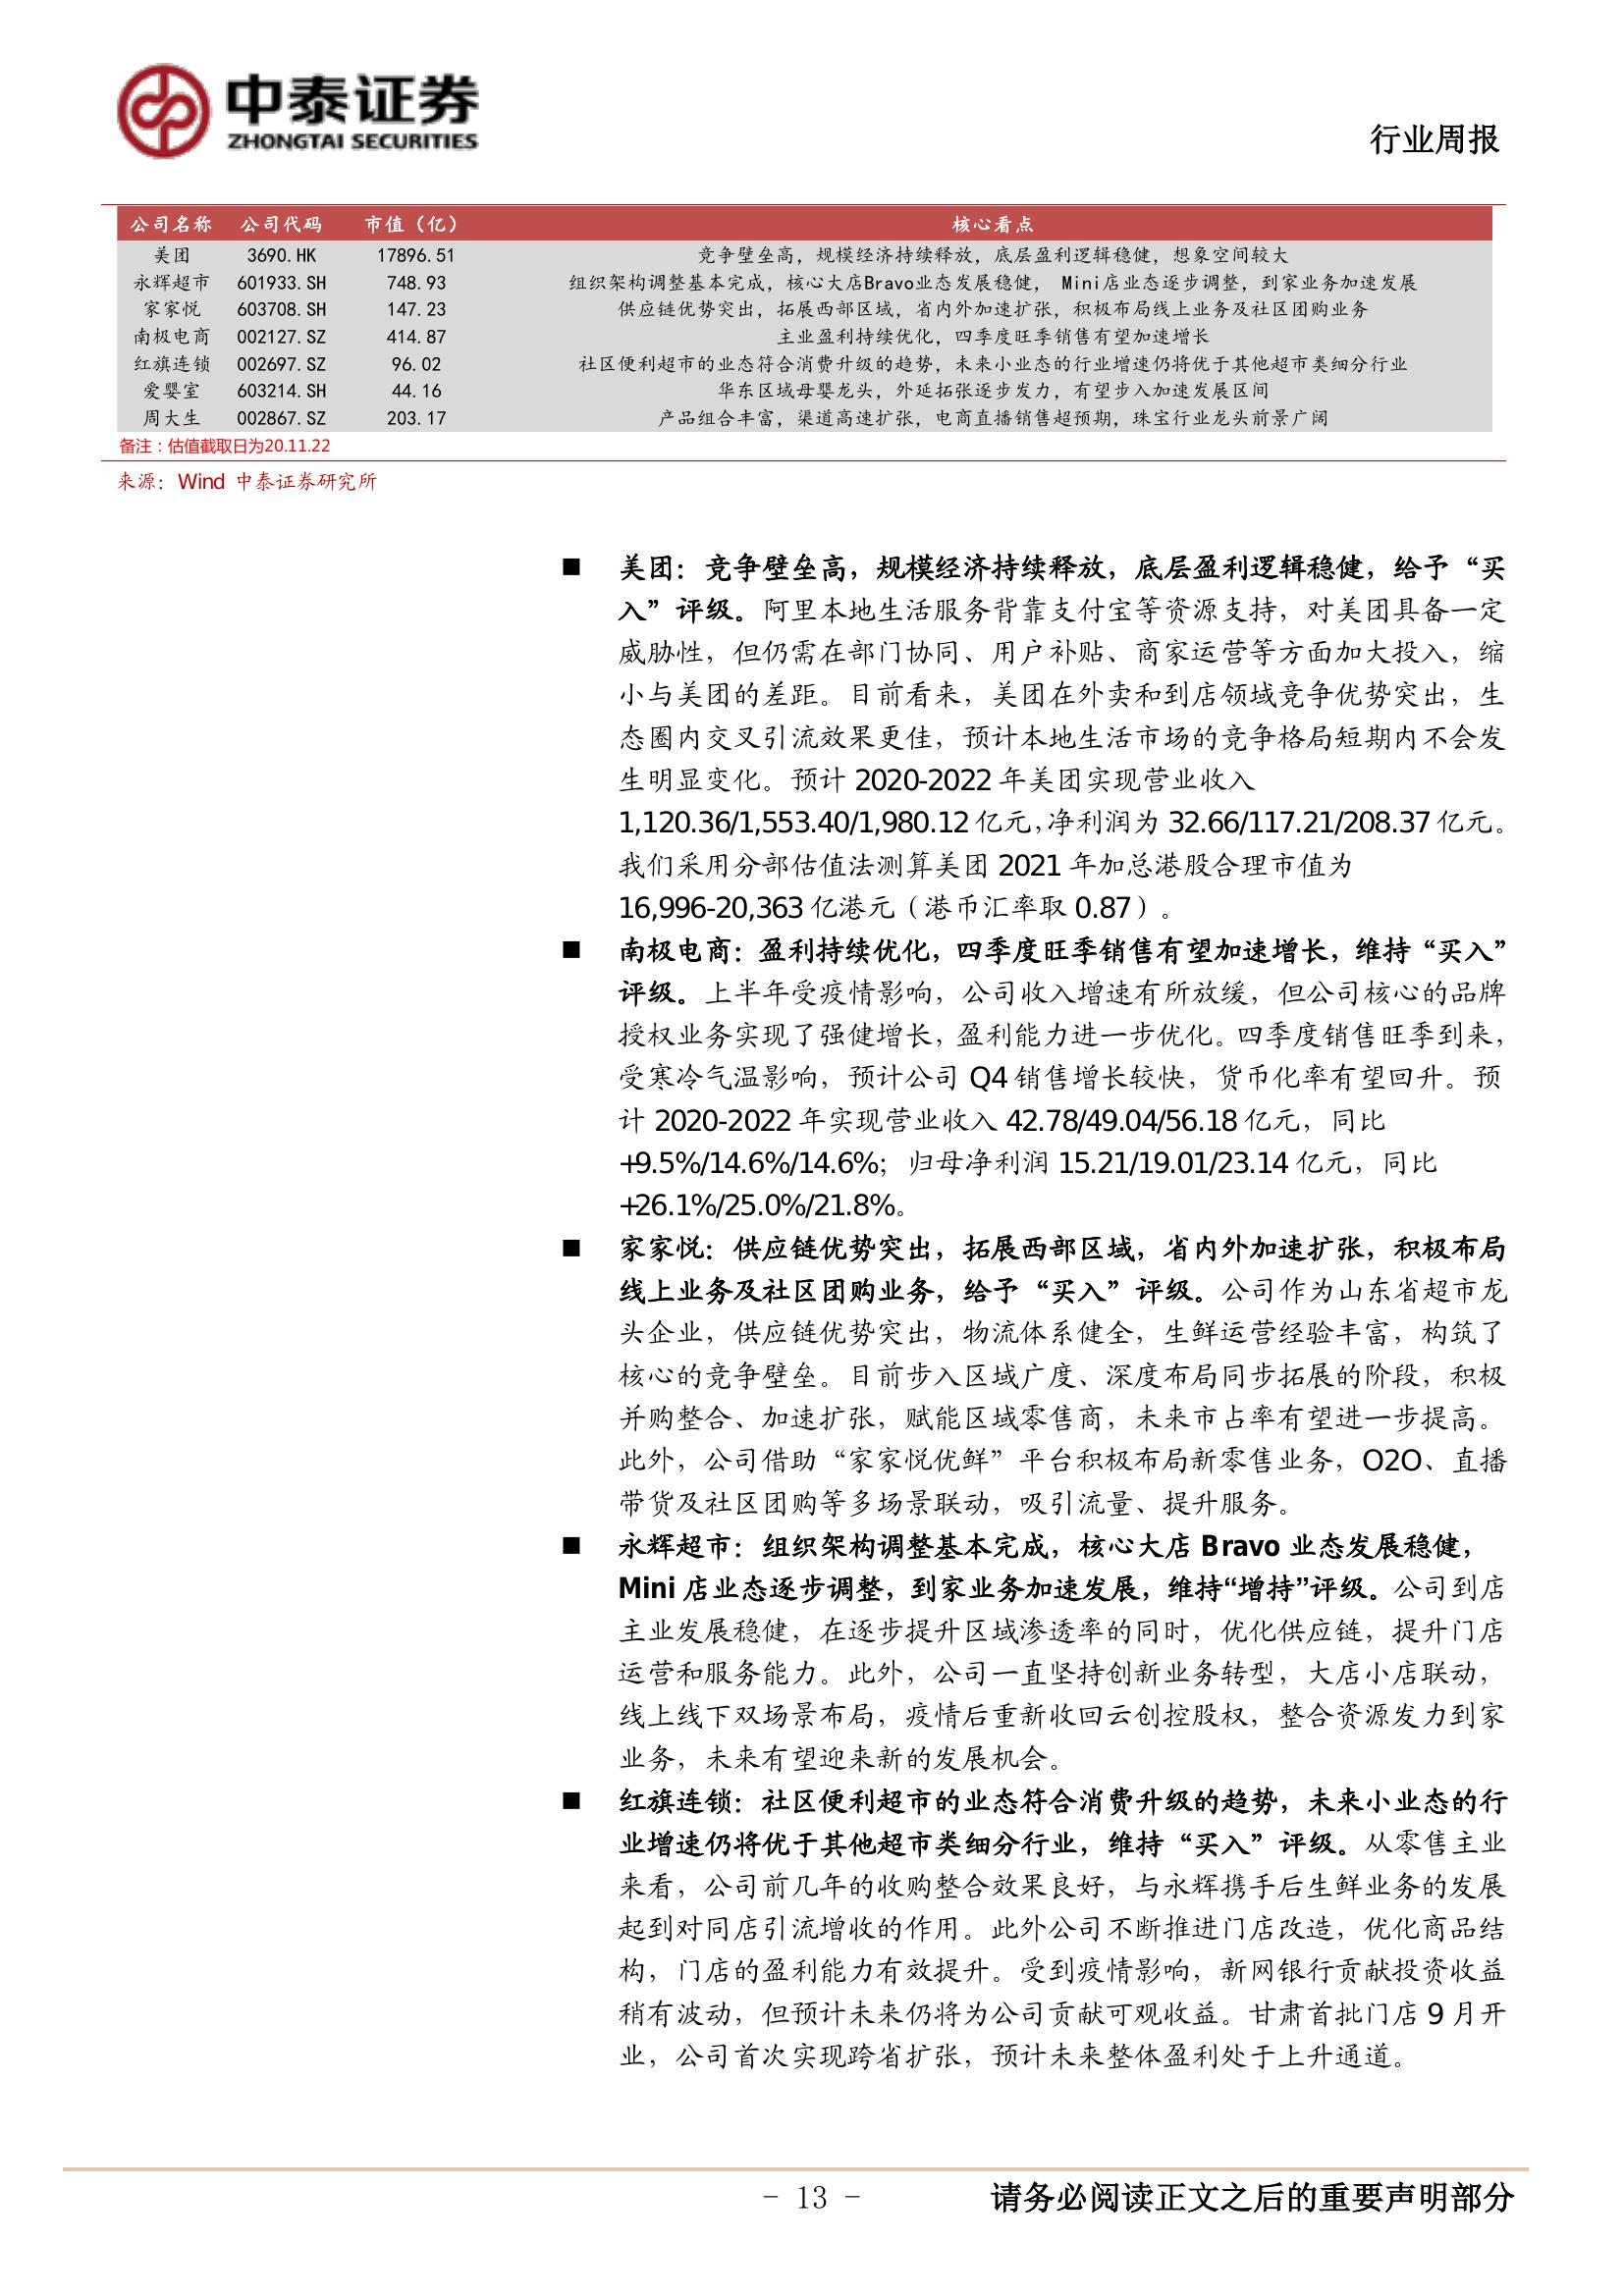 中泰证券
ZHONGTAI SECURITIES
行业周报
公司名称 公司代码 市值（亿） 核心看点
美团 3690.HK 17896.51 竞争壁垒高，规模经济持续释放，底层盈利逻辑稳健，想象空间较大
永辉超市 601933.SH 748.93 组织架构调整基本完成，核心大店Bravo业态发展稳健， Mini店业态逐步调整，到家业务加速发展
家家悦 603708.SH 147.23 供应链优势突出，拓展西部区域，省内外加速扩张，积极布局线上业务及社区团购业务
南极电商 002127.SZ 414.87 主业盈利持续优化，四季度旺季销售有望加速增长
红旗连锁 002697.SZ 96.02 社区便利超市的业态符合消费升级的趋势，未来小业态的行业增速仍将优于其他超市类细分行业
爱婴室 603214.SH 44.16 华东区域母婴龙头，外延拓张逐步发力，有望步入加速发展区间
周大生 002867.SZ 203.17 产品组合丰富，渠道高速扩张，电商直播销售超预期，珠宝行业龙头前景广阔
备注：估值截取日为20.11.22
来源：Wind 中泰证券研究所
■ 美团：竞争壁垒高，规模经济持续释放，底层盈利逻辑稳健，给予“买
入”评级。阿里本地生活服务背靠支付宝等资源支持，对美团具备一定
威胁性，但仍需在部门协同、用户补贴、商家运营等方面加大投入，缩
小与美团的差距。目前看来，美团在外卖和到店领域竞争优势突出，生
态圈内交叉引流效果更佳，预计本地生活市场的竞争格局短期内不会发
生明显变化。预计 2020-2022 年美团实现营业收入
1,120.36/1,553.40/1,980.12 亿元，净利润为 32.66/117.21/208.37 亿元。
我们采用分部估值法测算美团 2021 年加总港股合理市值为
16,996-20,363 亿港元（港币汇率取 0.87）。
■ 南极电商：盈利持续优化，四季度旺季销售有望加速增长，维持“买入”
评级。上半年受疫情影响，公司收入增速有所放缓，但公司核心的品牌
授权业务实现了强健增长，盈利能力进一步优化。四季度销售旺季到来，
受寒冷气温影响，预计公司 Q4 销售增长较快，货币化率有望回升。预
计 2020-2022 年实现营业收入 42.78/49.04/56.18 亿元，同比
+9.5%/14.6%/14.6%；归母净利润 15.21/19.01/23.14 亿元，同比
+26.1%/25.0%/21.8%。
■ 家家悦：供应链优势突出，拓展西部区域，省内外加速扩张，积极布局
线上业务及社区团购业务，给予“买入”评级。公司作为山东省超市龙
头企业，供应链优势突出，物流体系健全，生鲜运营经验丰富，构筑了
核心的竞争壁垒。目前步入区域广度、深度布局同步拓展的阶段，积极
并购整合、加速扩张，赋能区域零售商，未来市占率有望进一步提高。
此外，公司借助“家家悦优鲜”平台积极布局新零售业务，O2O、直播
带货及社区团购等多场景联动，吸引流量、提升服务。
■ 永辉超市：组织架构调整基本完成，核心大店 Bravo 业态发展稳健，
Mini 店业态逐步调整，到家业务加速发展，维持“增持”评级。公司到店
主业发展稳健，在逐步提升区域渗透率的同时，优化供应链，提升门店
运营和服务能力。此外，公司一直坚持创新业务转型，大店小店联动，
线上线下双场景布局，疫情后重新收回云创控股权，整合资源发力到家
业务，未来有望迎来新的发展机会。
■ 红旗连锁：社区便利超市的业态符合消费升级的趋势，未来小业态的行
业增速仍将优于其他超市类细分行业，维持“买入”评级。从零售主业
来看，公司前几年的收购整合效果良好，与永辉携手后生鲜业务的发展
起到对同店引流增收的作用。此外公司不断推进门店改造，优化商品结
构，门店的盈利能力有效提升。受到疫情影响，新网银行贡献投资收益
稍有波动，但预计未来仍将为公司贡献可观收益。甘肃首批门店 9 月开
业，公司首次实现跨省扩张，预计未来整体盈利处于上升通道。
- 13 - 请务必阅读正文之后的重要声明部分